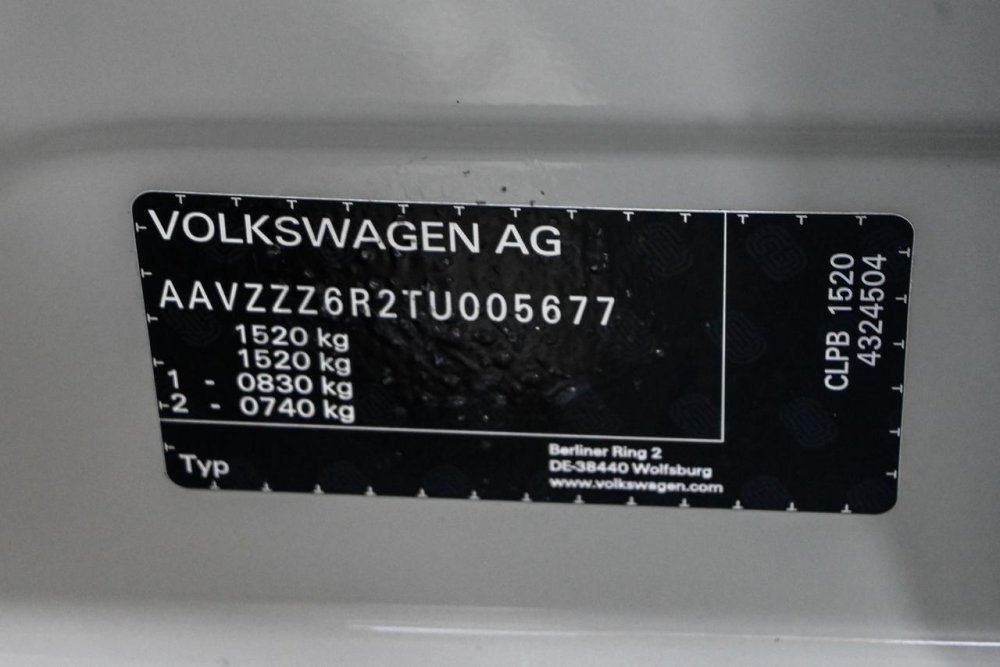 VOLKSWAGEN AG
AAVZZZ6R2TU005677
1520 kg
1520 kg
1 - 0830 kg
2 - 0740 kg
Typ
Berliner Ring 2
DE-38440 Wolfsburg
www.volkswagen.com
CLPB 1520
4324504